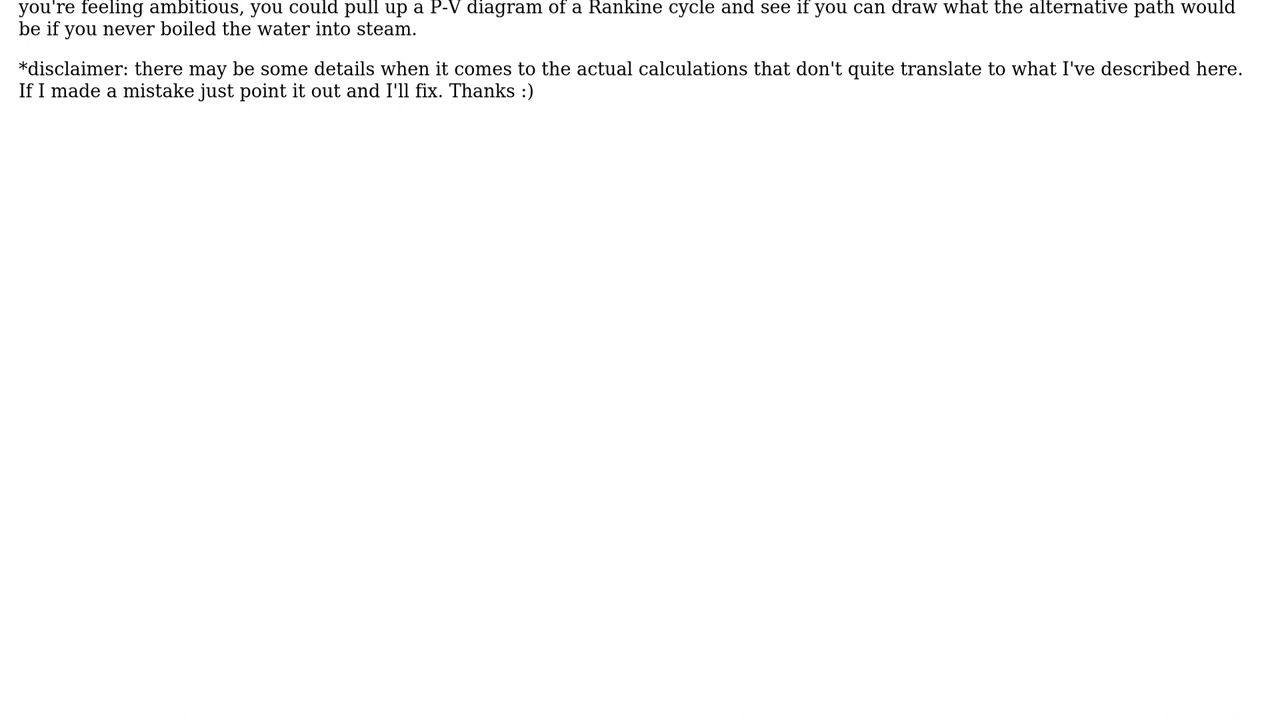 you're feeling ambitious, you could pull up a P-V diagram of a Rankine cycle and see if you can draw what the alternative path would
be if you never boiled the water into steam.
*disclaimer: there may be some details when it comes to the actual calculations that don't quite translate to what I've described here.
If I made a mistake just point it out and I'll fix. Thanks :)